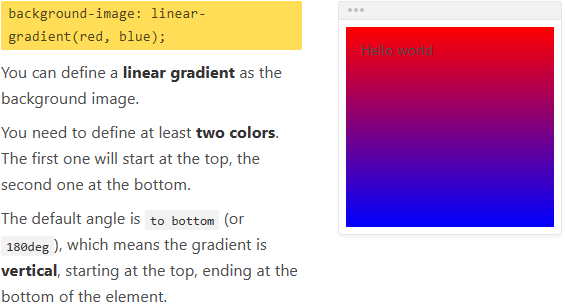 background-image: linear-
gradient(red, blue);
You can define a linear gradient as the
background image.
You need to define at least two colors.
The first one will start at the top, the
second one at the bottom.
The default angle is to bottom (or
180deg), which means the gradient is
vertical, starting at the top, ending at the
bottom of the element.
Hello world